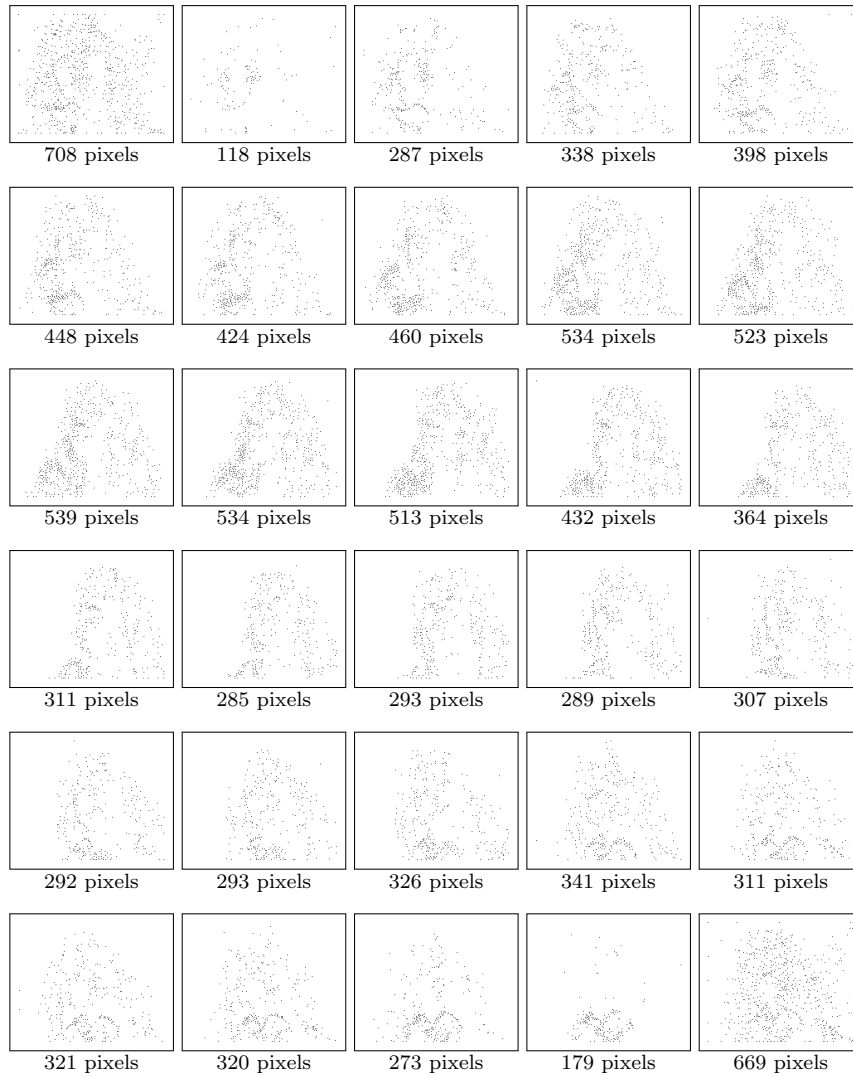 708 pixels 118 pixels 287 pixels 338 pixels 398 pixels
448 pixels 424 pixels 460 pixels 534 pixels 523 pixels
539 pixels 534 pixels 513 pixels 432 pixels 364 pixels
311 pixels 285 pixels 293 pixels 289 pixels 307 pixels
292 pixels 293 pixels 326 pixels 341 pixels 311 pixels
321 pixels 320 pixels 273 pixels 179 pixels 669 pixels